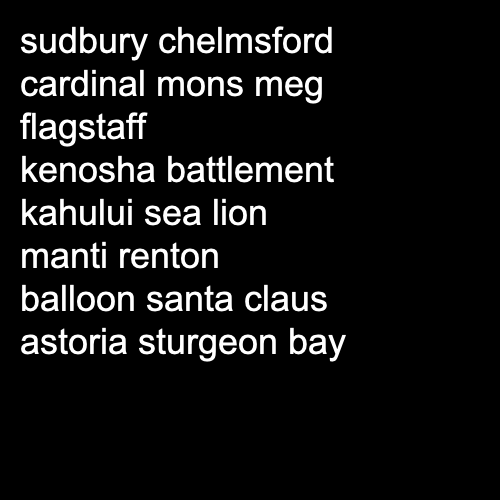 sudbury chelmsford
cardinal mons meg
flagstaff
kenosha battlement
kahului sea lion
manti renton
balloon santa claus
astoria sturgeon bay